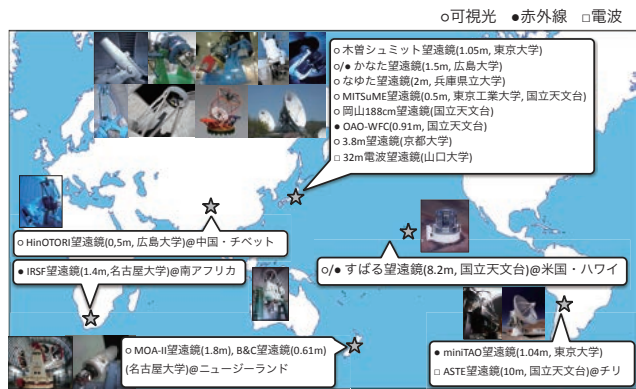 ○可視光 ●赤外線 □電波
○ 木曽シュミット望遠鏡(1.05m, 東京大学)
○/● かなた望遠鏡(1.5m, 広島大学)
○ なゆた望遠鏡(2m, 兵庫県立大学)
○ MITSuME望遠鏡(0.5m, 東京工業大学, 国立天文台)
○ 岡山188cm望遠鏡(国立天文台)
● OAO-WFC(0.91m, 国立天文台)
○ 3.8m望遠鏡(京都大学)
□ 32m電波望遠鏡(山口大学)
○ HinOTORI望遠鏡(0,5m, 広島大学)@中国・チベット
● IRSF望遠鏡(1.4m,名古屋大学)@南アフリカ
○/● すばる望遠鏡(8.2m, 国立天文台)@米国・ハワイ
○ MOA-II望遠鏡(1.8m), B&C望遠鏡(0.61m)
(名古屋大学)@ニュージーランド
● miniTAO望遠鏡(1.04m, 東京大学)
□ ASTE望遠鏡(10m, 国立天文台)@チリ